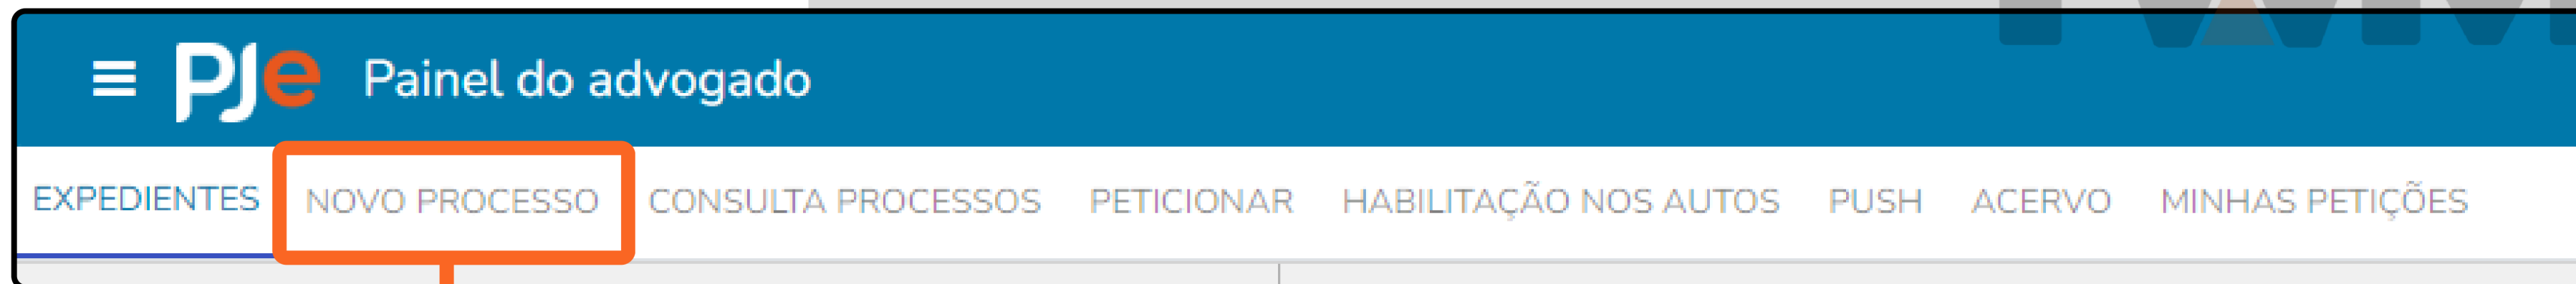 PJe Painel do advogado
EXPEDIENTES NOVO PROCESSO CONSULTA PROCESSOS PETICIONAR HABILITAÇÃO NOS AUTOS PUSH ACERVO MINHAS PETIÇÕES